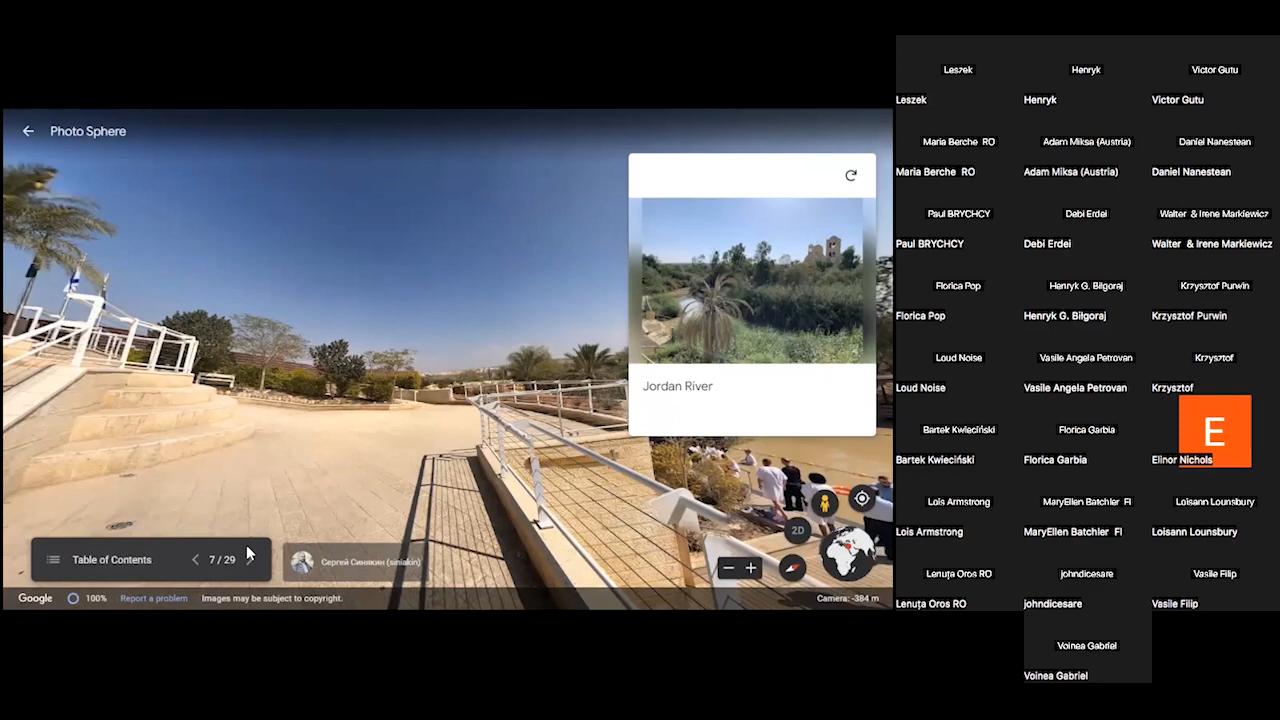 Photo Sphere
Jordan River
Table of Contents
7 / 29
Сергей Синякин (siniakin)
2D
Google
100%
Report a problem
Images may be subject to copyright.
Camera: -384 m
Leszek
Henryk
Victor Gutu
Leszek
Henryk
Victor Gutu
Maria Berche RO
Adam Miksa (Austria)
Daniel Nanestean
Maria Berche RO
Adam Miksa (Austria)
Daniel Nanestean
Paul BRYCHCY
Debi Erdei
Walter & Irene Markiewicz
Paul BRYCHCY
Debi Erdei
Walter & Irene Markiewicz
Florica Pop
Henryk G. Biłgoraj
Krzysztof Purwin
Florica Pop
Henryk G. Biłgoraj
Krzysztof Purwin
Loud Noise
Vasile Angela Petrovan
Krzysztof
Loud Noise
Vasile Angela Petrovan
Krzysztof
Bartek Kwieciński
Florica Garbia
E
Bartek Kwieciński
Florica Garbia
Elinor Nichols
Lois Armstrong
MaryEllen Batchler Fl
Loisann Lounsbury
Lois Armstrong
MaryEllen Batchler Fl
Loisann Lounsbury
Lenuța Oros RO
johndicesare
Vasile Filip
Lenuța Oros RO
johndicesare
Vasile Filip
Voinea Gabriel
Voinea Gabriel